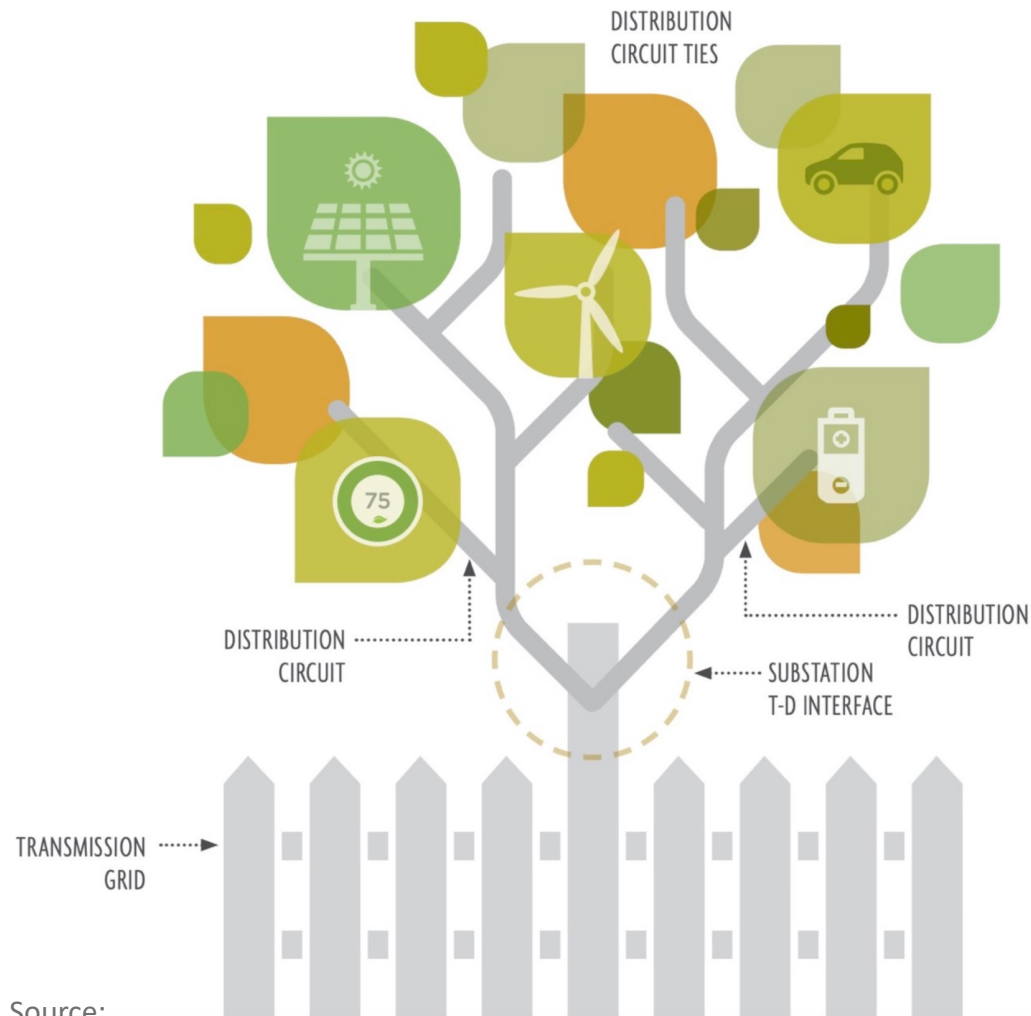 DISTRIBUTION
CIRCUIT TIES
75
DISTRIBUTION
CIRCUIT
DISTRIBUTION
CIRCUIT
SUBSTATION
T-D INTERFACE
TRANSMISSION
GRID
Source: